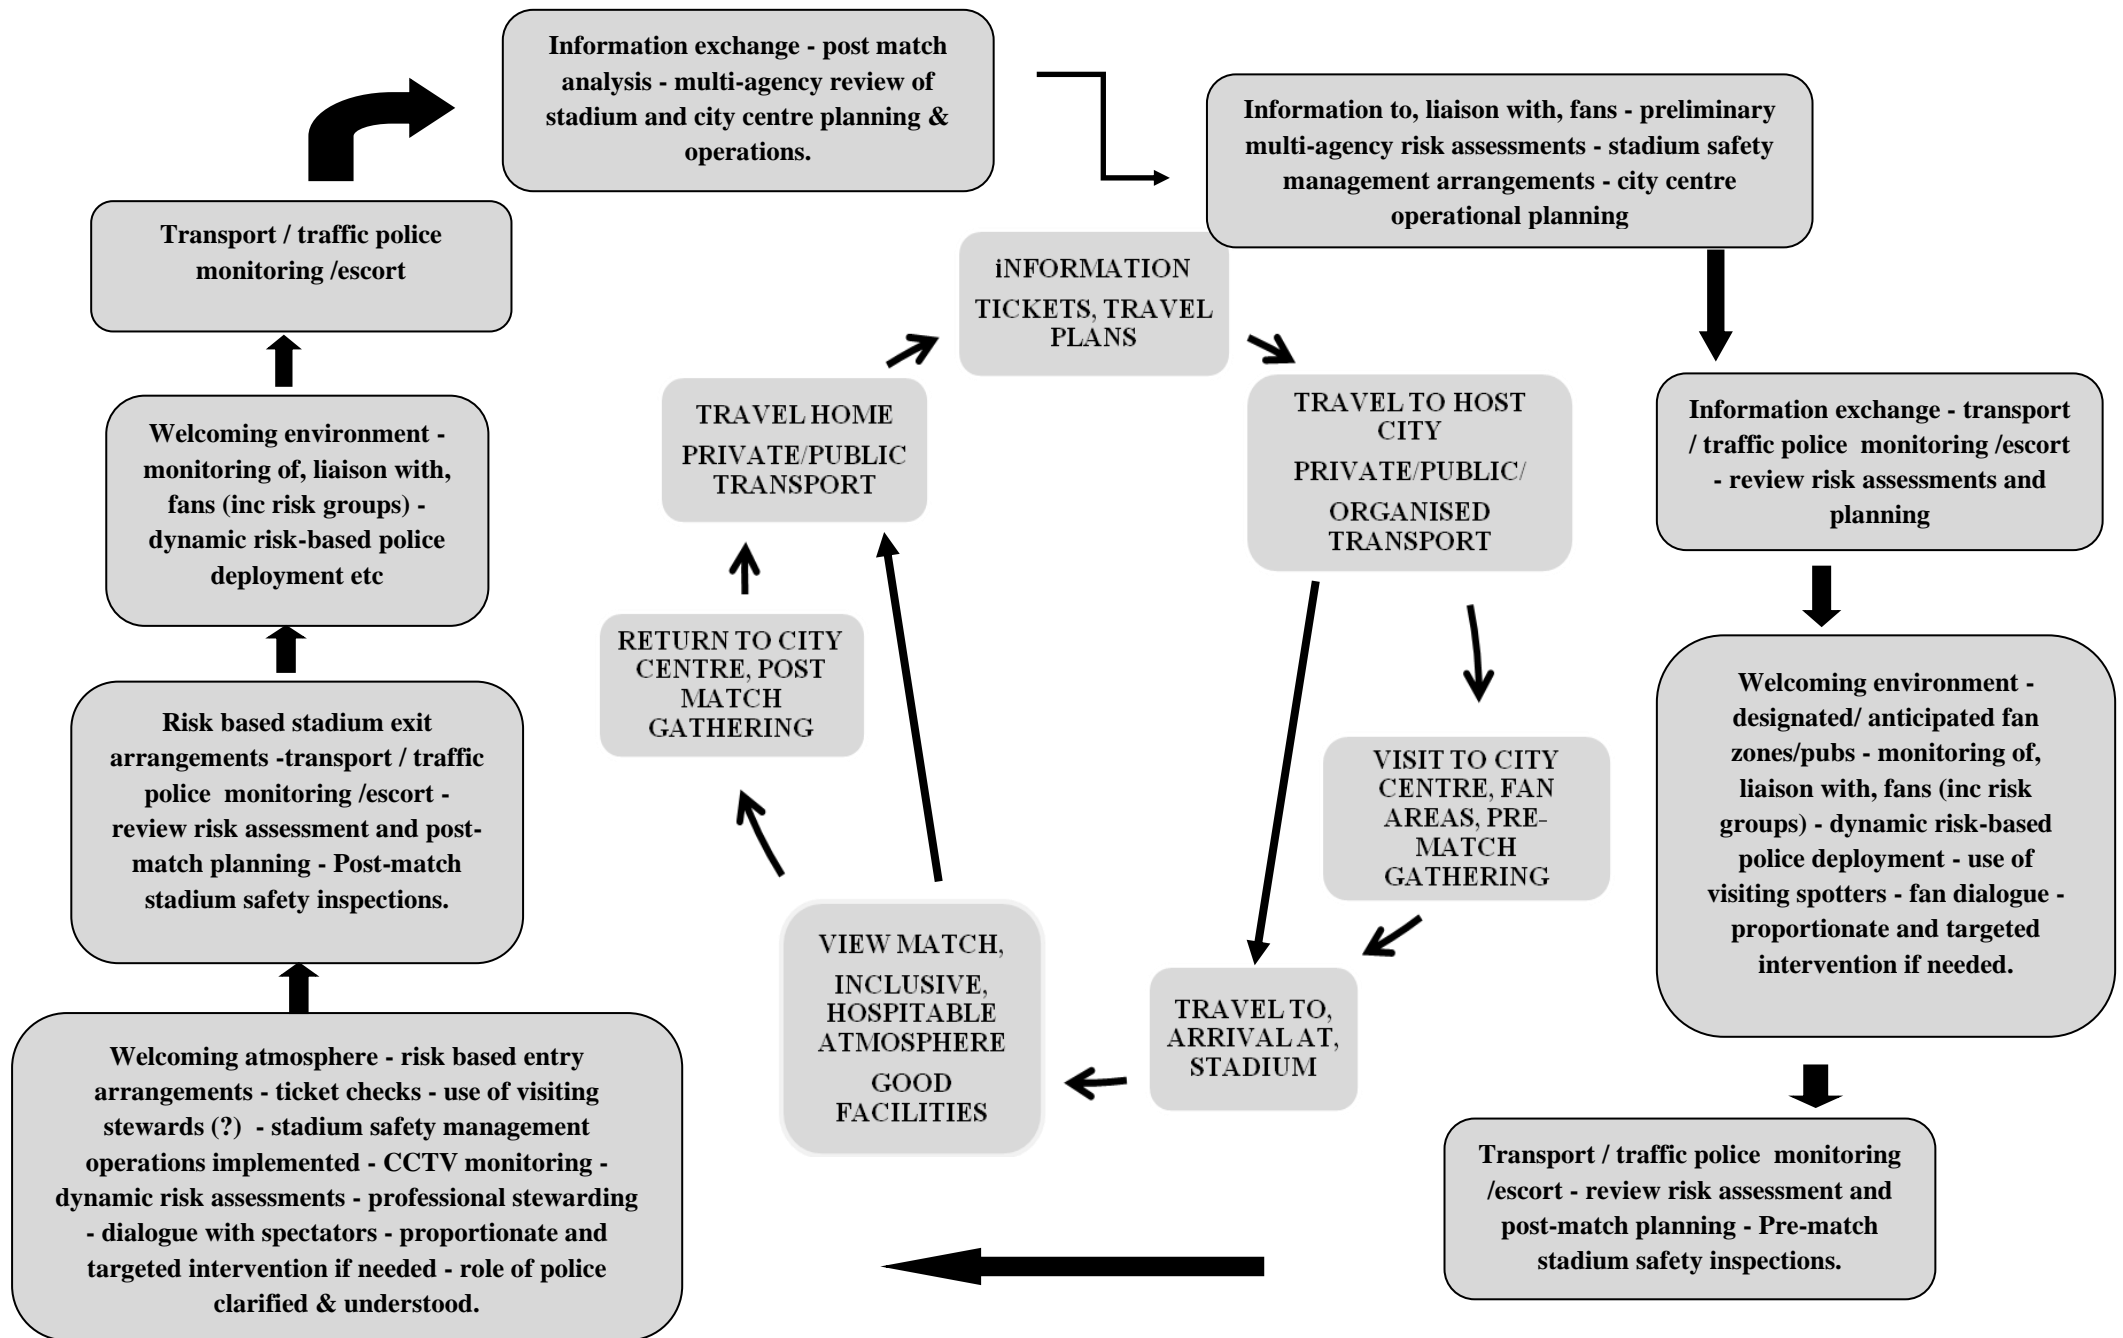 Information exchange - post match
analysis - multi-agency review of
stadium and city centre planning &
operations.
Information to, liaison with, fans - preliminary
multi-agency risk assessments - stadium safety
management arrangements - city centre
operational planning
Transport / traffic police
monitoring /escort
iNFORMATION
TICKETS, TRAVEL
PLANS
TRAVEL HOME
PRIVATE/PUBLIC
TRANSPORT
TRAVEL TO HOST
CITY
PRIVATE/PUBLIC/
ORGANISED
TRANSPORT
Information exchange - transport
/ traffic police  monitoring /escort
- review risk assessments and
planning
Welcoming environment -
monitoring of, liaison with,
fans (inc risk groups) -
dynamic risk-based police
deployment etc
RETURN TO CITY
CENTRE, POST
MATCH
GATHERING
VISIT TO CITY
CENTRE, FAN
AREAS, PRE-
MATCH
GATHERING
Welcoming environment -
designated/ anticipated fan
zones/pubs - monitoring of,
liaison with, fans (inc risk
groups) - dynamic risk-based
police deployment - use of
visiting spotters - fan dialogue -
proportionate and targeted
intervention if needed.
Risk based stadium exit
arrangements -transport / traffic
police  monitoring /escort -
review risk assessment and post-
match planning - Post-match
stadium safety inspections.
VIEW MATCH,
INCLUSIVE,
HOSPITABLE
ATMOSPHERE
GOOD
FACILITIES
TRAVEL TO,
ARRIVAL AT,
STADIUM
Welcoming atmosphere - risk based entry
arrangements - ticket checks - use of visiting
stewards (?)  - stadium safety management
operations implemented - CCTV monitoring -
dynamic risk assessments - professional stewarding
- dialogue with spectators - proportionate and
targeted intervention if needed - role of police
clarified & understood.
Transport / traffic police  monitoring
/escort - review risk assessment and
post-match planning - Pre-match
stadium safety inspections.